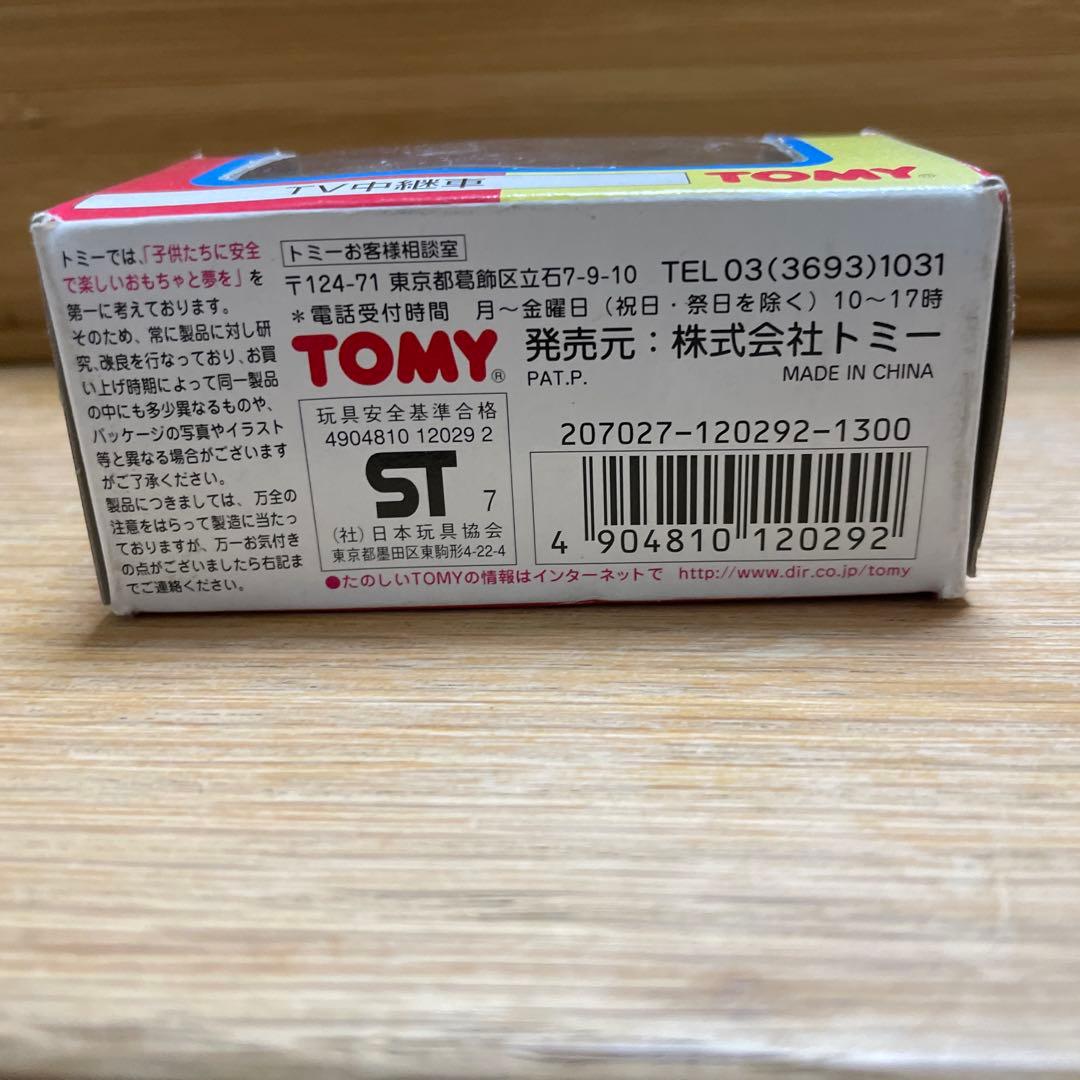 TV中継車
TOMY®
トミーでは、「子供たちに安全
で楽しいおもちゃと夢を」を
第一に考えております。
そのため、常に製品に対し研
究、改良を行なっており、お買
い上げ時期によって同一製品
の中にも多少異なるものや、
パッケージの写真やイラスト
等と異なる場合がございます
がご了承ください。
製品につきましては、万全の
注意をはらって製造に当たっ
ておりますが、万一お気付き
の点がございましたら右記ま
でご連絡ください。
トミーお客様相談室
〒124-71 東京都葛飾区立石7-9-10 TEL 03(3693)1031
*電話受付時間 月～金曜日(祝日・祭日を除く)10～17時
TOMY®
発売元:株式会社トミー
PAT.P. MADE IN CHINA
玩具安全基準合格
4904810 12029 2
ST 7
(社)日本玩具協会
東京都墨田区東駒形4-22-4
207027-120292-1300
4 904810 120292
●たのしいTOMYの情報はインターネットで http://www.dir.co.jp/tomy